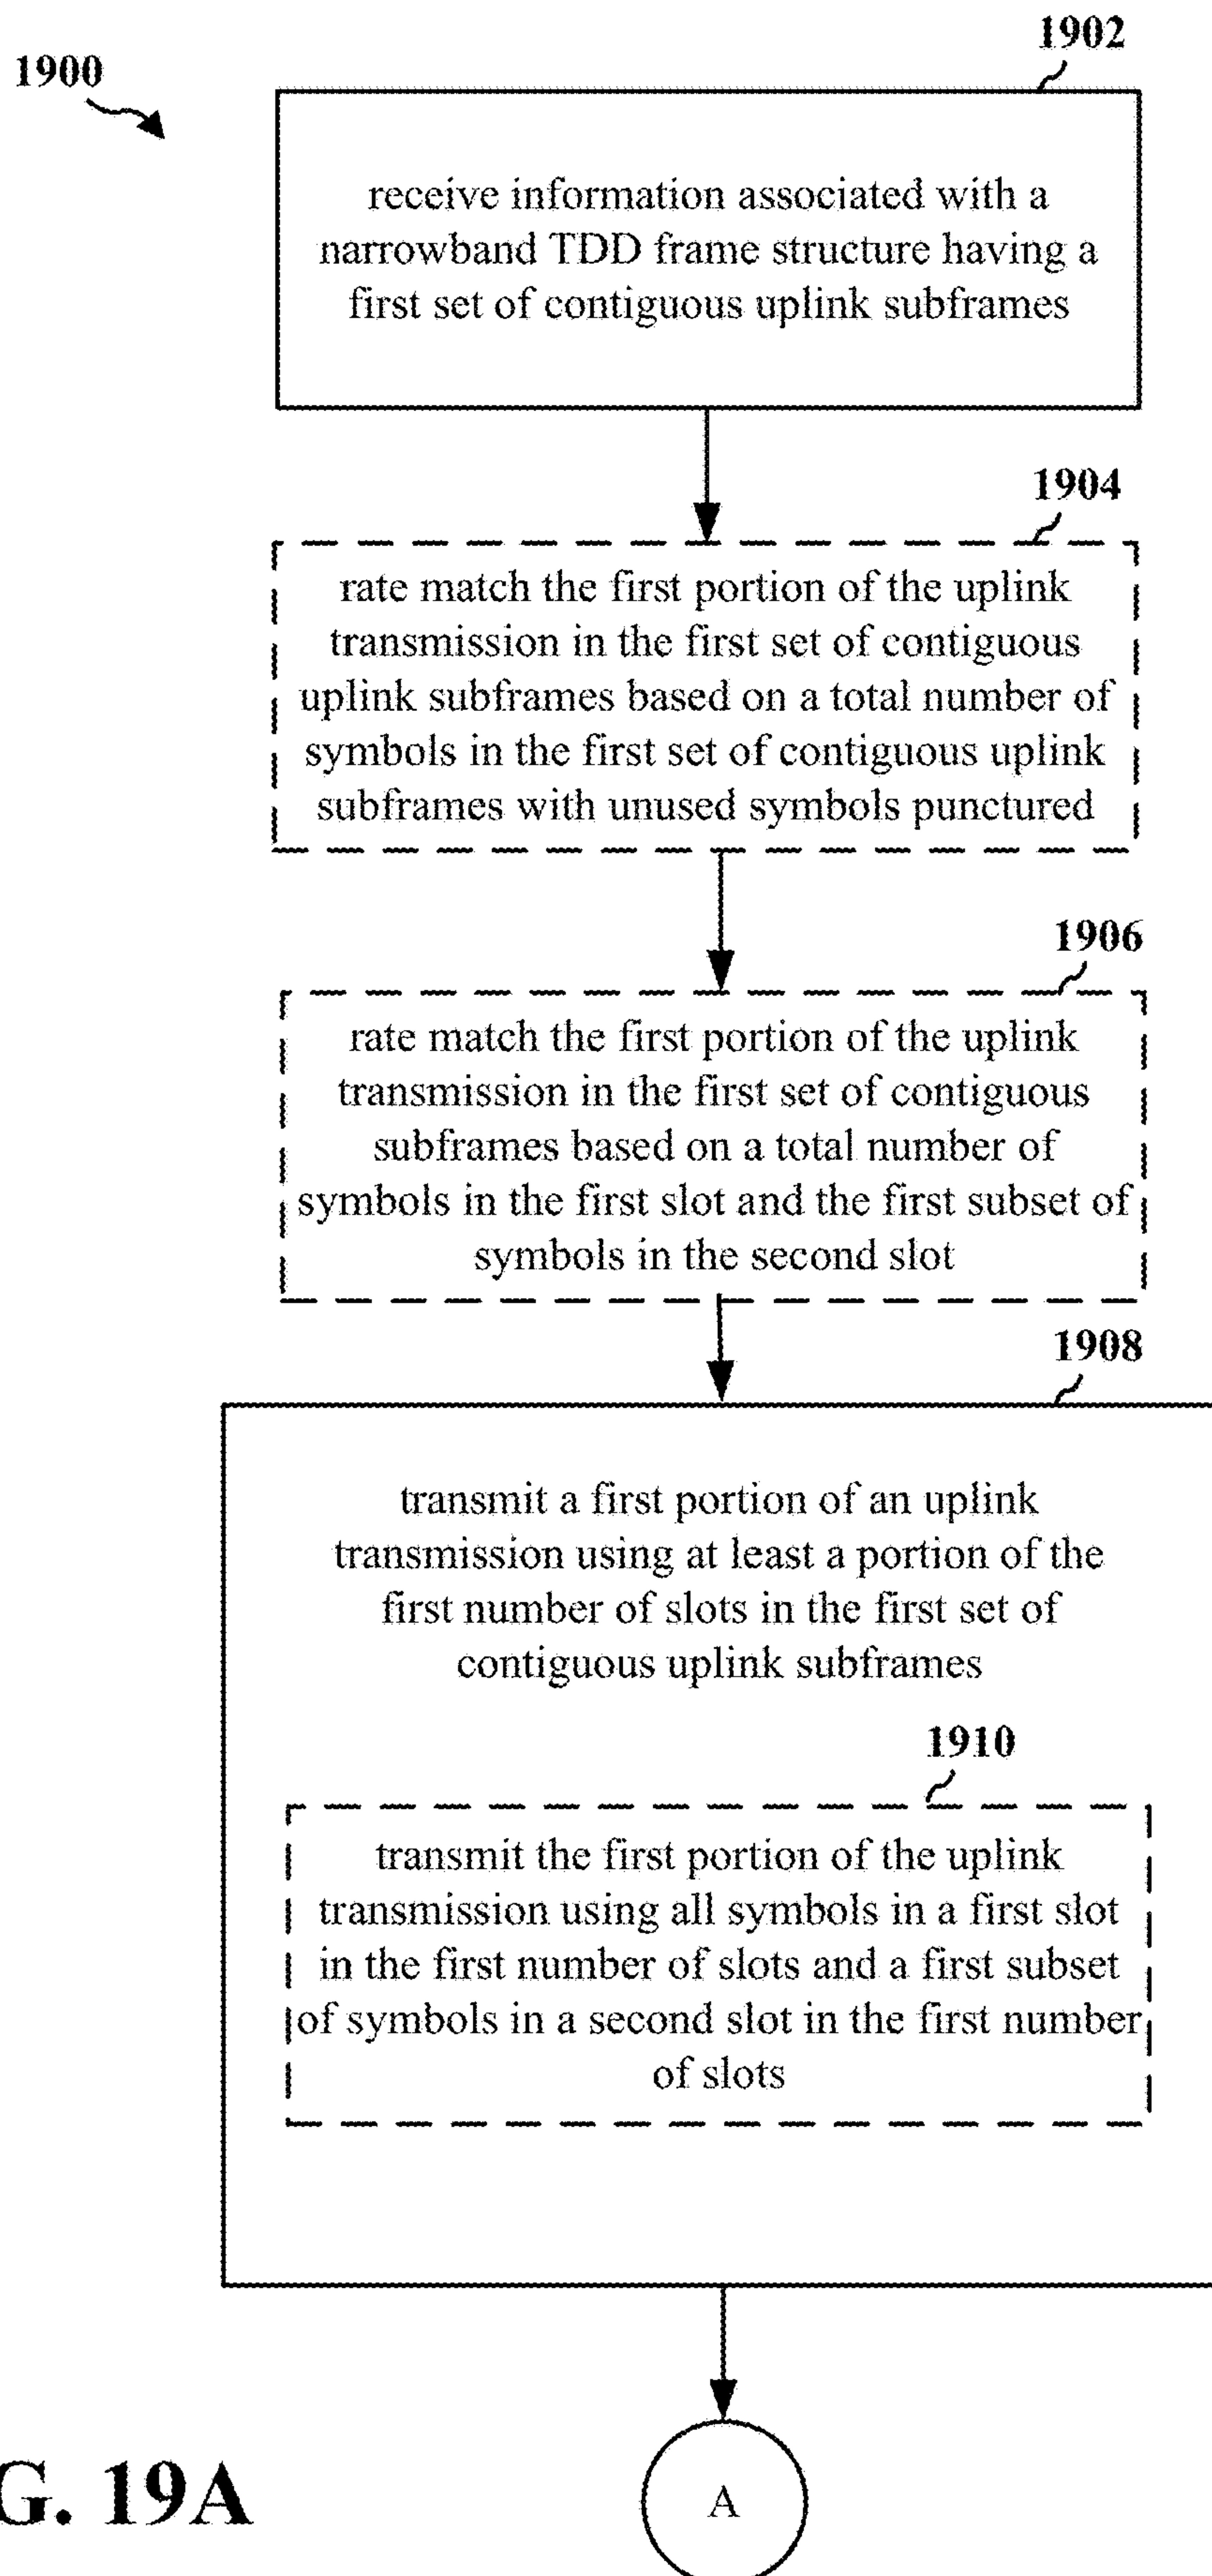 1900
1902
receive information associated with a
narrowband TDD frame structure having a
first set of contiguous uplink subframes
1904
rate match the first portion of the uplink
transmission in the first set of contiguous
uplink subframes based on a total number of
symbols in the first set of contiguous uplink
subframes with unused symbols punctured
1906
rate match the first portion of the uplink
transmission in the first set of contiguous
subframes based on a total number of
symbols in the first slot and the first subset of
symbols in the second slot
1908
transmit a first portion of an uplink
transmission using at least a portion of the
first number of slots in the first set of
contiguous uplink subframes
1910
transmit the first portion of the uplink
transmission using all symbols in a first slot
in the first number of slots and a first subset
of symbols in a second slot in the first number
of slots
G. 19A
A